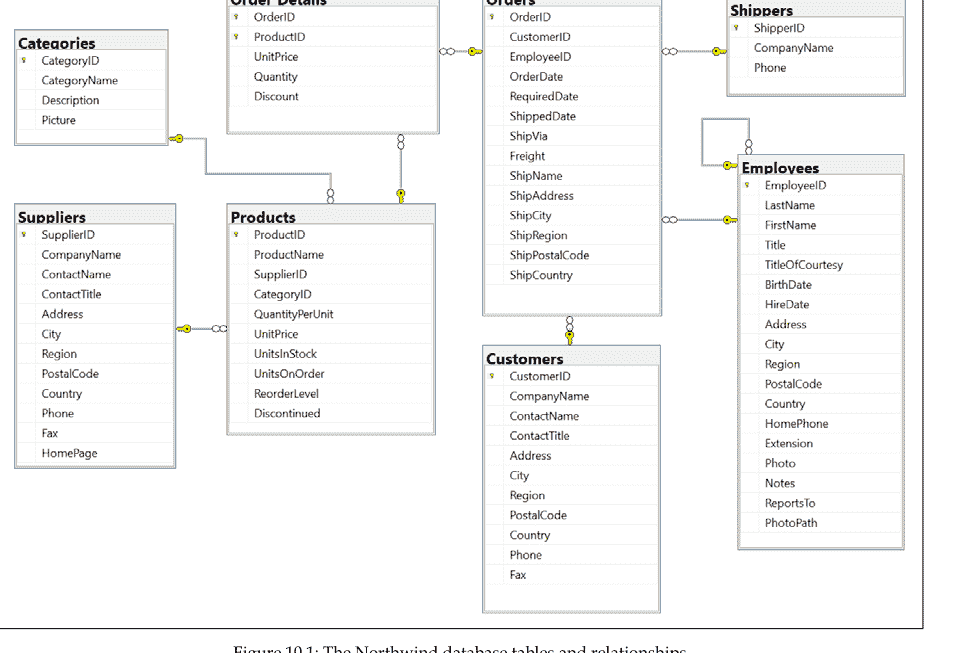 Order Details
OrderID
ProductID
UnitPrice
Quantity
Discount
Orders
OrderID
CustomerID
EmployeeID
OrderDate
RequiredDate
ShippedDate
ShipVia
Freight
ShipName
ShipAddress
ShipCity
ShipRegion
ShipPostalCode
ShipCountry
Shippers
ShipperID
CompanyName
Phone
Categories
CategoryID
CategoryName
Description
Picture
Employees
EmployeeID
LastName
FirstName
Title
TitleOfCourtesy
BirthDate
HireDate
Address
City
Region
PostalCode
Country
HomePhone
Extension
Photo
Notes
ReportsTo
PhotoPath
Suppliers
SupplierID
CompanyName
ContactName
ContactTitle
Address
City
Region
PostalCode
Country
Phone
Fax
HomePage
Products
ProductID
ProductName
SupplierID
CategoryID
QuantityPerUnit
UnitPrice
UnitsInStock
UnitsOnOrder
ReorderLevel
Discontinued
Customers
CustomerID
CompanyName
ContactName
ContactTitle
Address
City
Region
PostalCode
Country
Phone
Fax
Figure 10.1: The Northwind database tables and relationships